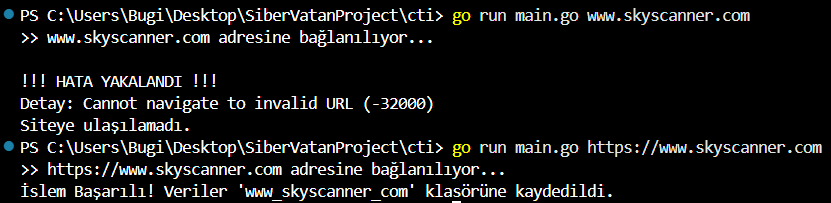 PS C:\Users\Bugi\Desktop\SiberVatanProject\cti> go run main.go www.skyscanner.com
>> www.skyscanner.com adresine bağlanılıyor...
!!! HATA YAKALANDI !!!
Detay: Cannot navigate to invalid URL (-32000)
Siteye ulaşılamadı.
PS C:\Users\Bugi\Desktop\SiberVatanProject\cti> go run main.go https://www.skyscanner.com
>> https://www.skyscanner.com adresine bağlanılıyor...
İşlem Başarılı! Veriler 'www_skyscanner_com' klasörüne kaydedildi.